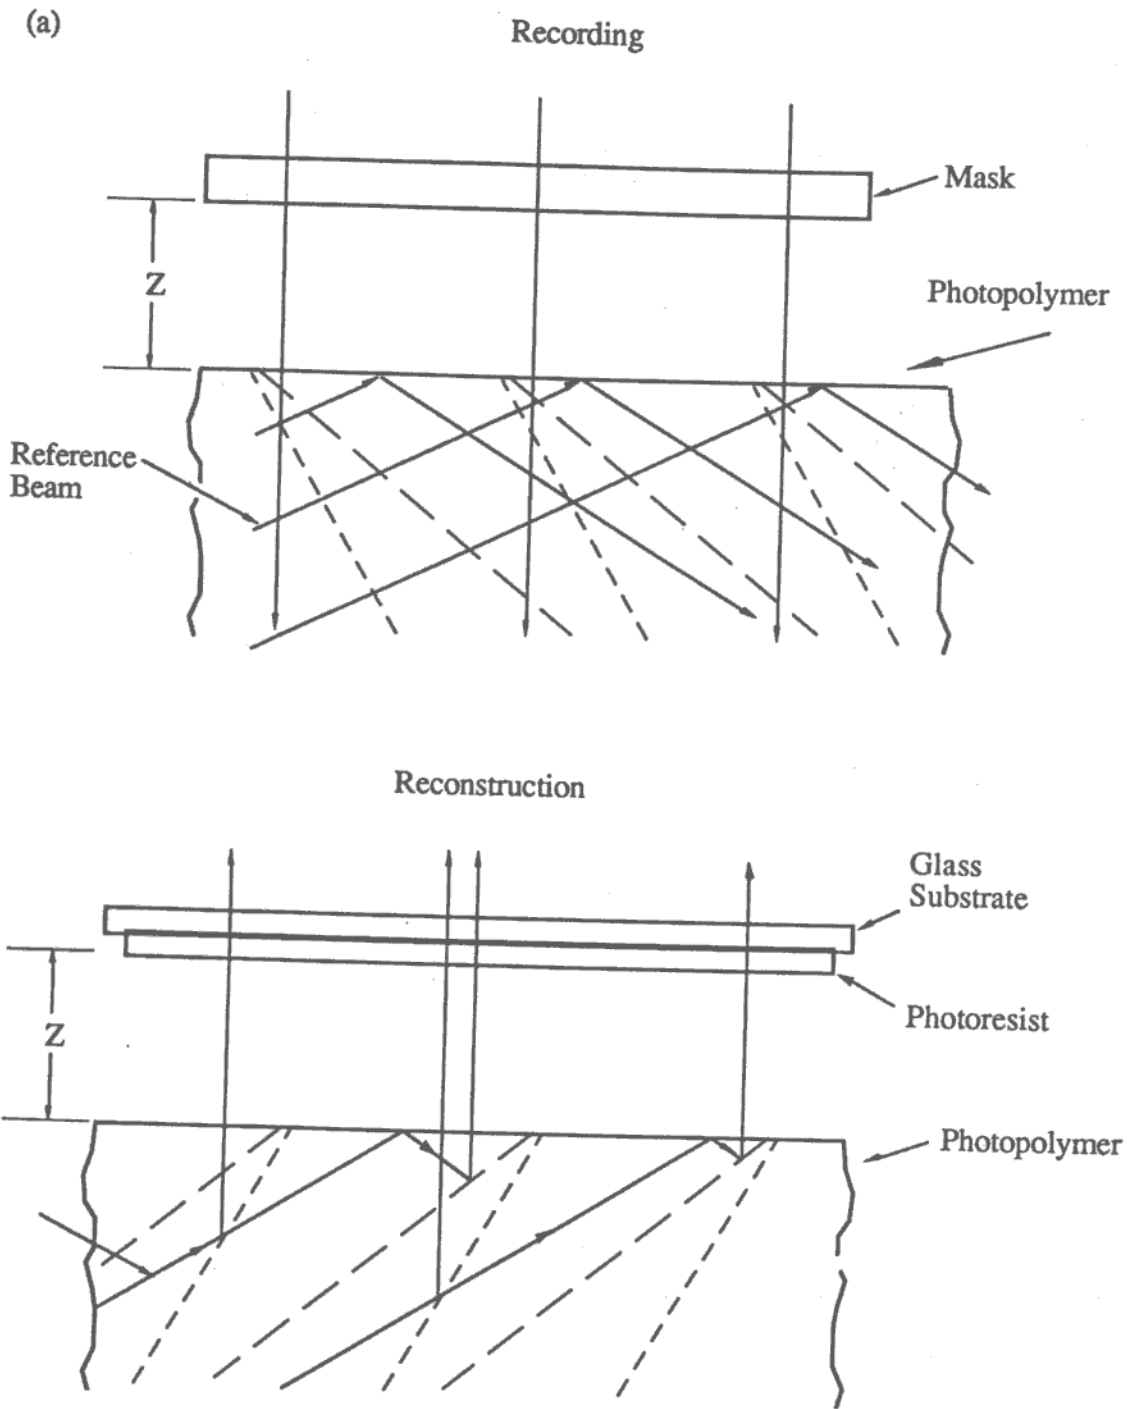 (a)
Recording
Mask
Z
Photopolymer
Reference
Beam
Reconstruction
Glass
Substrate
Z
Photoresist
Photopolymer